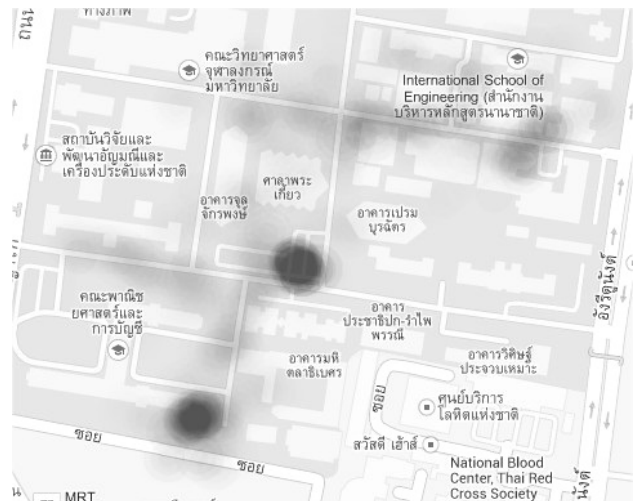 ทางภาพ
คณะวิทยาศาสตร์
จุฬาลงกรณ์
มหาวิทยาลัย
International School of
Engineering (สำนักงาน
บริหารหลักสูตรนานาชาติ)
สถาบันวิจัยและ
พัฒนาอัญมณีและ
เครื่องประดับแห่งชาติ
ศาลาพระ
เกี้ยว
อาคารจุล
จักรพงษ์
อาคารเปรม
บุรฉัตร
อังรีดูนังต์
คณะพาณิช
ยศาสตร์และ
การบัญชี
อาคาร
ประชาธิปก-รำไพ
พรรณี
อาคารมหิ
ตลาธิเบศร
อาคารวิศิษฐ์
ประจวบเหมาะ
ซอย
ศูนย์บริการ
โลหิตแห่งชาติ
ซอย
สวัสดี เฮ้าส์
ซอย
National Blood
Center, Thai Red
Cross Society
MRT
นังต์